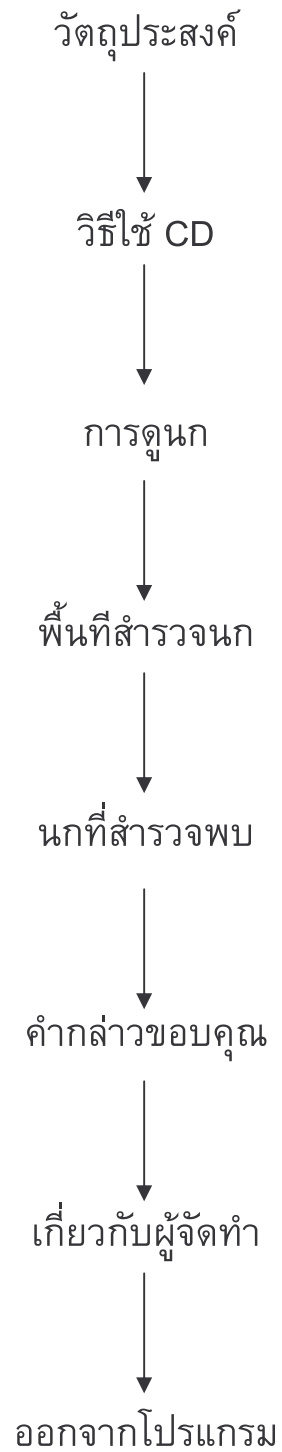 วัตถุประสงค์
วิธีใช้ CD
การดูนก
พื้นที่สำรวจนก
นกที่สำรวจพบ
คำกล่าวขอบคุณ
เกี่ยวกับผู้จัดทำ
ออกจากโปรแกรม